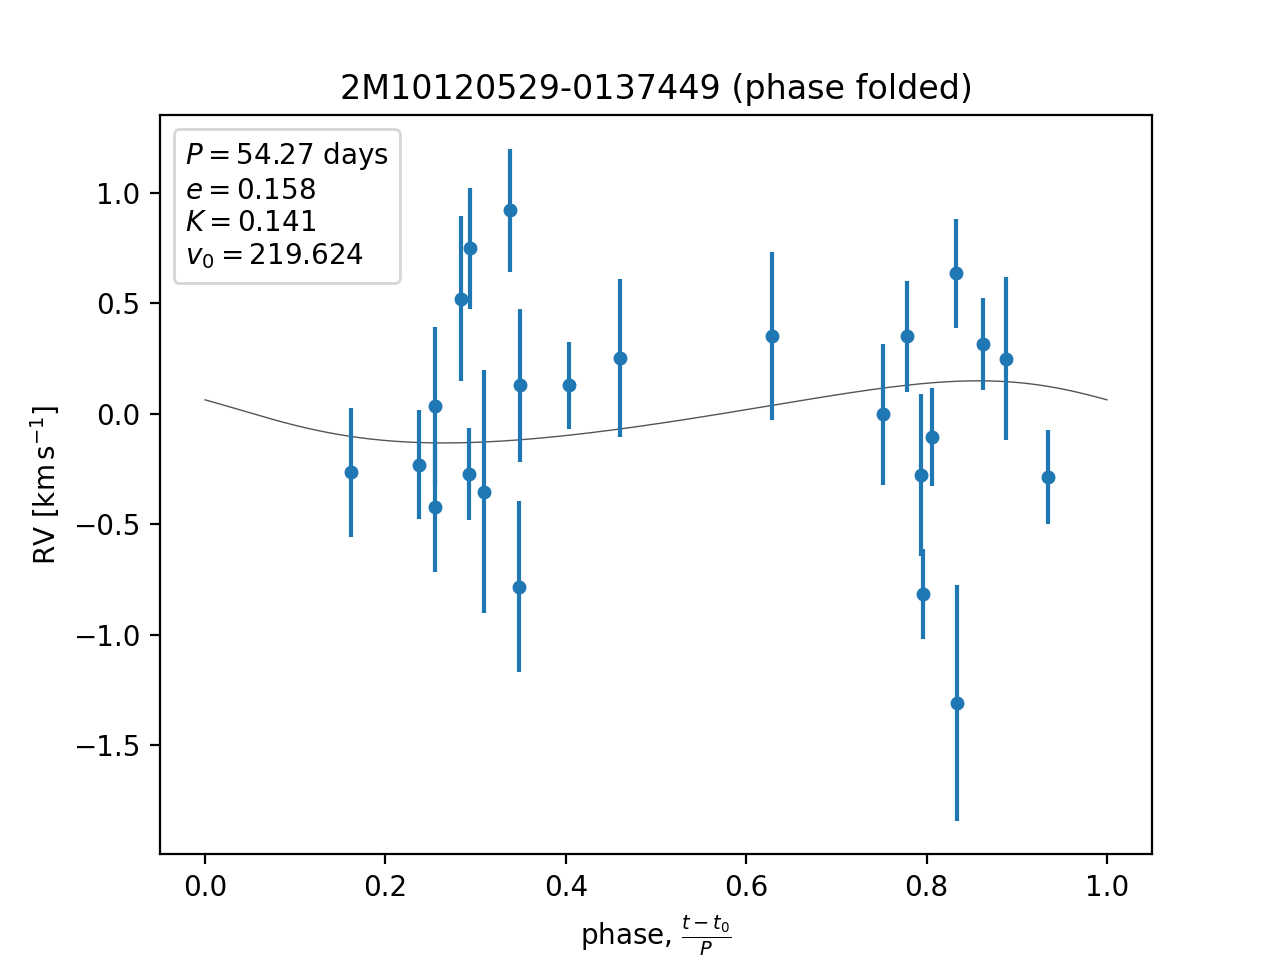 2M10120529-0137449 (phase folded)
P = 54.27 days
e = 0.158
K = 0.141
v₀ = 219.624
1.0
0.5
0.0
−0.5
−1.0
−1.5
RV [km s⁻¹]
0.0 0.2 0.4 0.6 0.8 1.0
phase, (t − t₀)/P